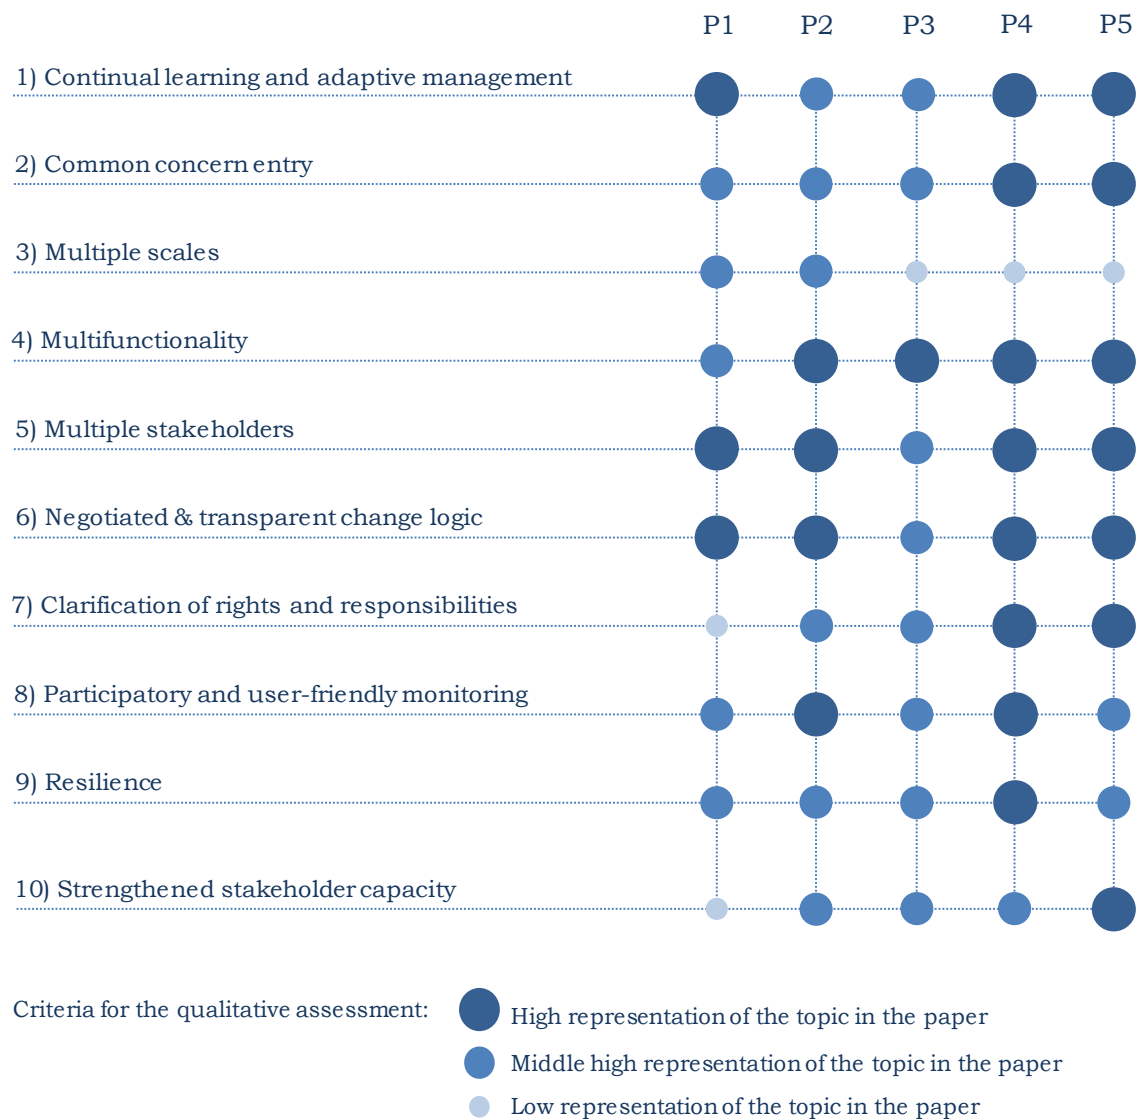 P1 P2 P3 P4 P5
1) Continual learning and adaptive management
2) Common concern entry
3) Multiple scales
4) Multifunctionality
5) Multiple stakeholders
6) Negotiated & transparent change logic
7) Clarification of rights and responsibilities
8) Participatory and user-friendly monitoring
9) Resilience
10) Strengthened stakeholder capacity
Criteria for the qualitative assessment:
High representation of the topic in the paper
Middle high representation of the topic in the paper
Low representation of the topic in the paper